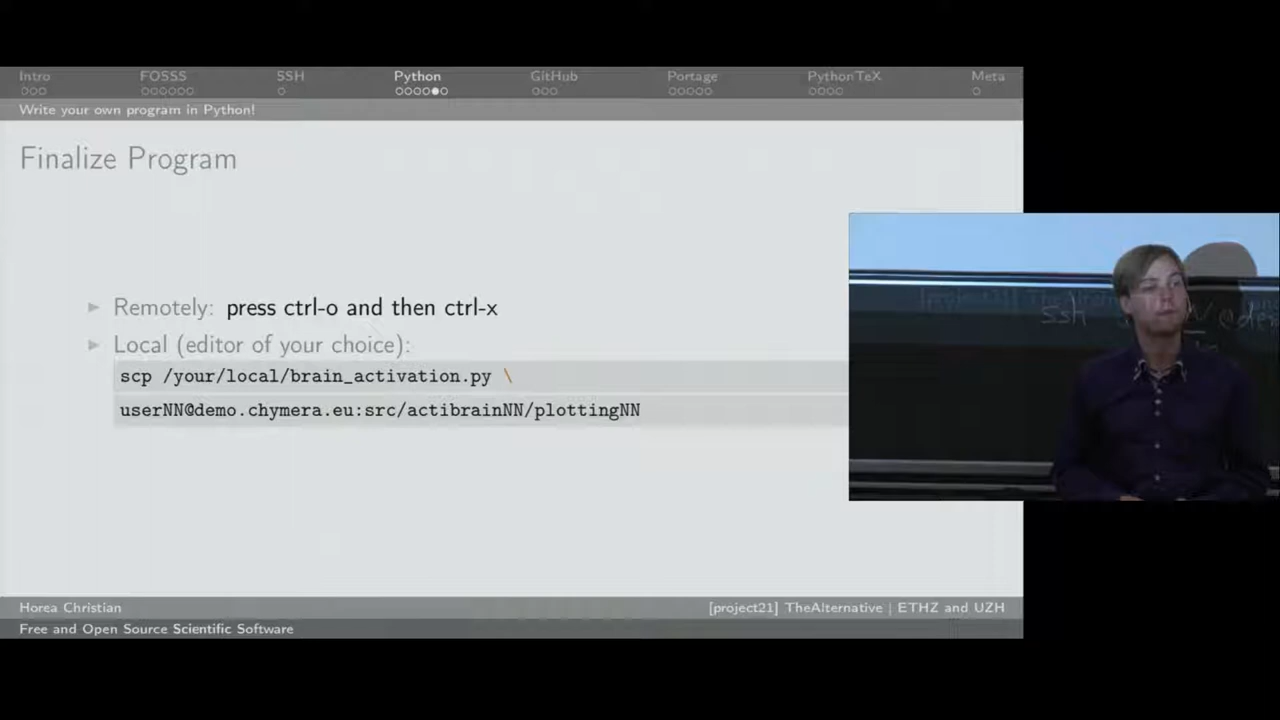 Intro FOSSS SSH Python GitHub Portage PythonTeX Meta
Write your own program in Python!
Finalize Program
Remotely: press ctrl-o and then ctrl-x
Local (editor of your choice):
scp /your/local/brain_activation.py \
userNN@demo.chymera.eu:src/actibrainNN/plottingNN
ssh
Horea Christian [project21] TheAlternative | ETHZ and UZH
Free and Open Source Scientific Software